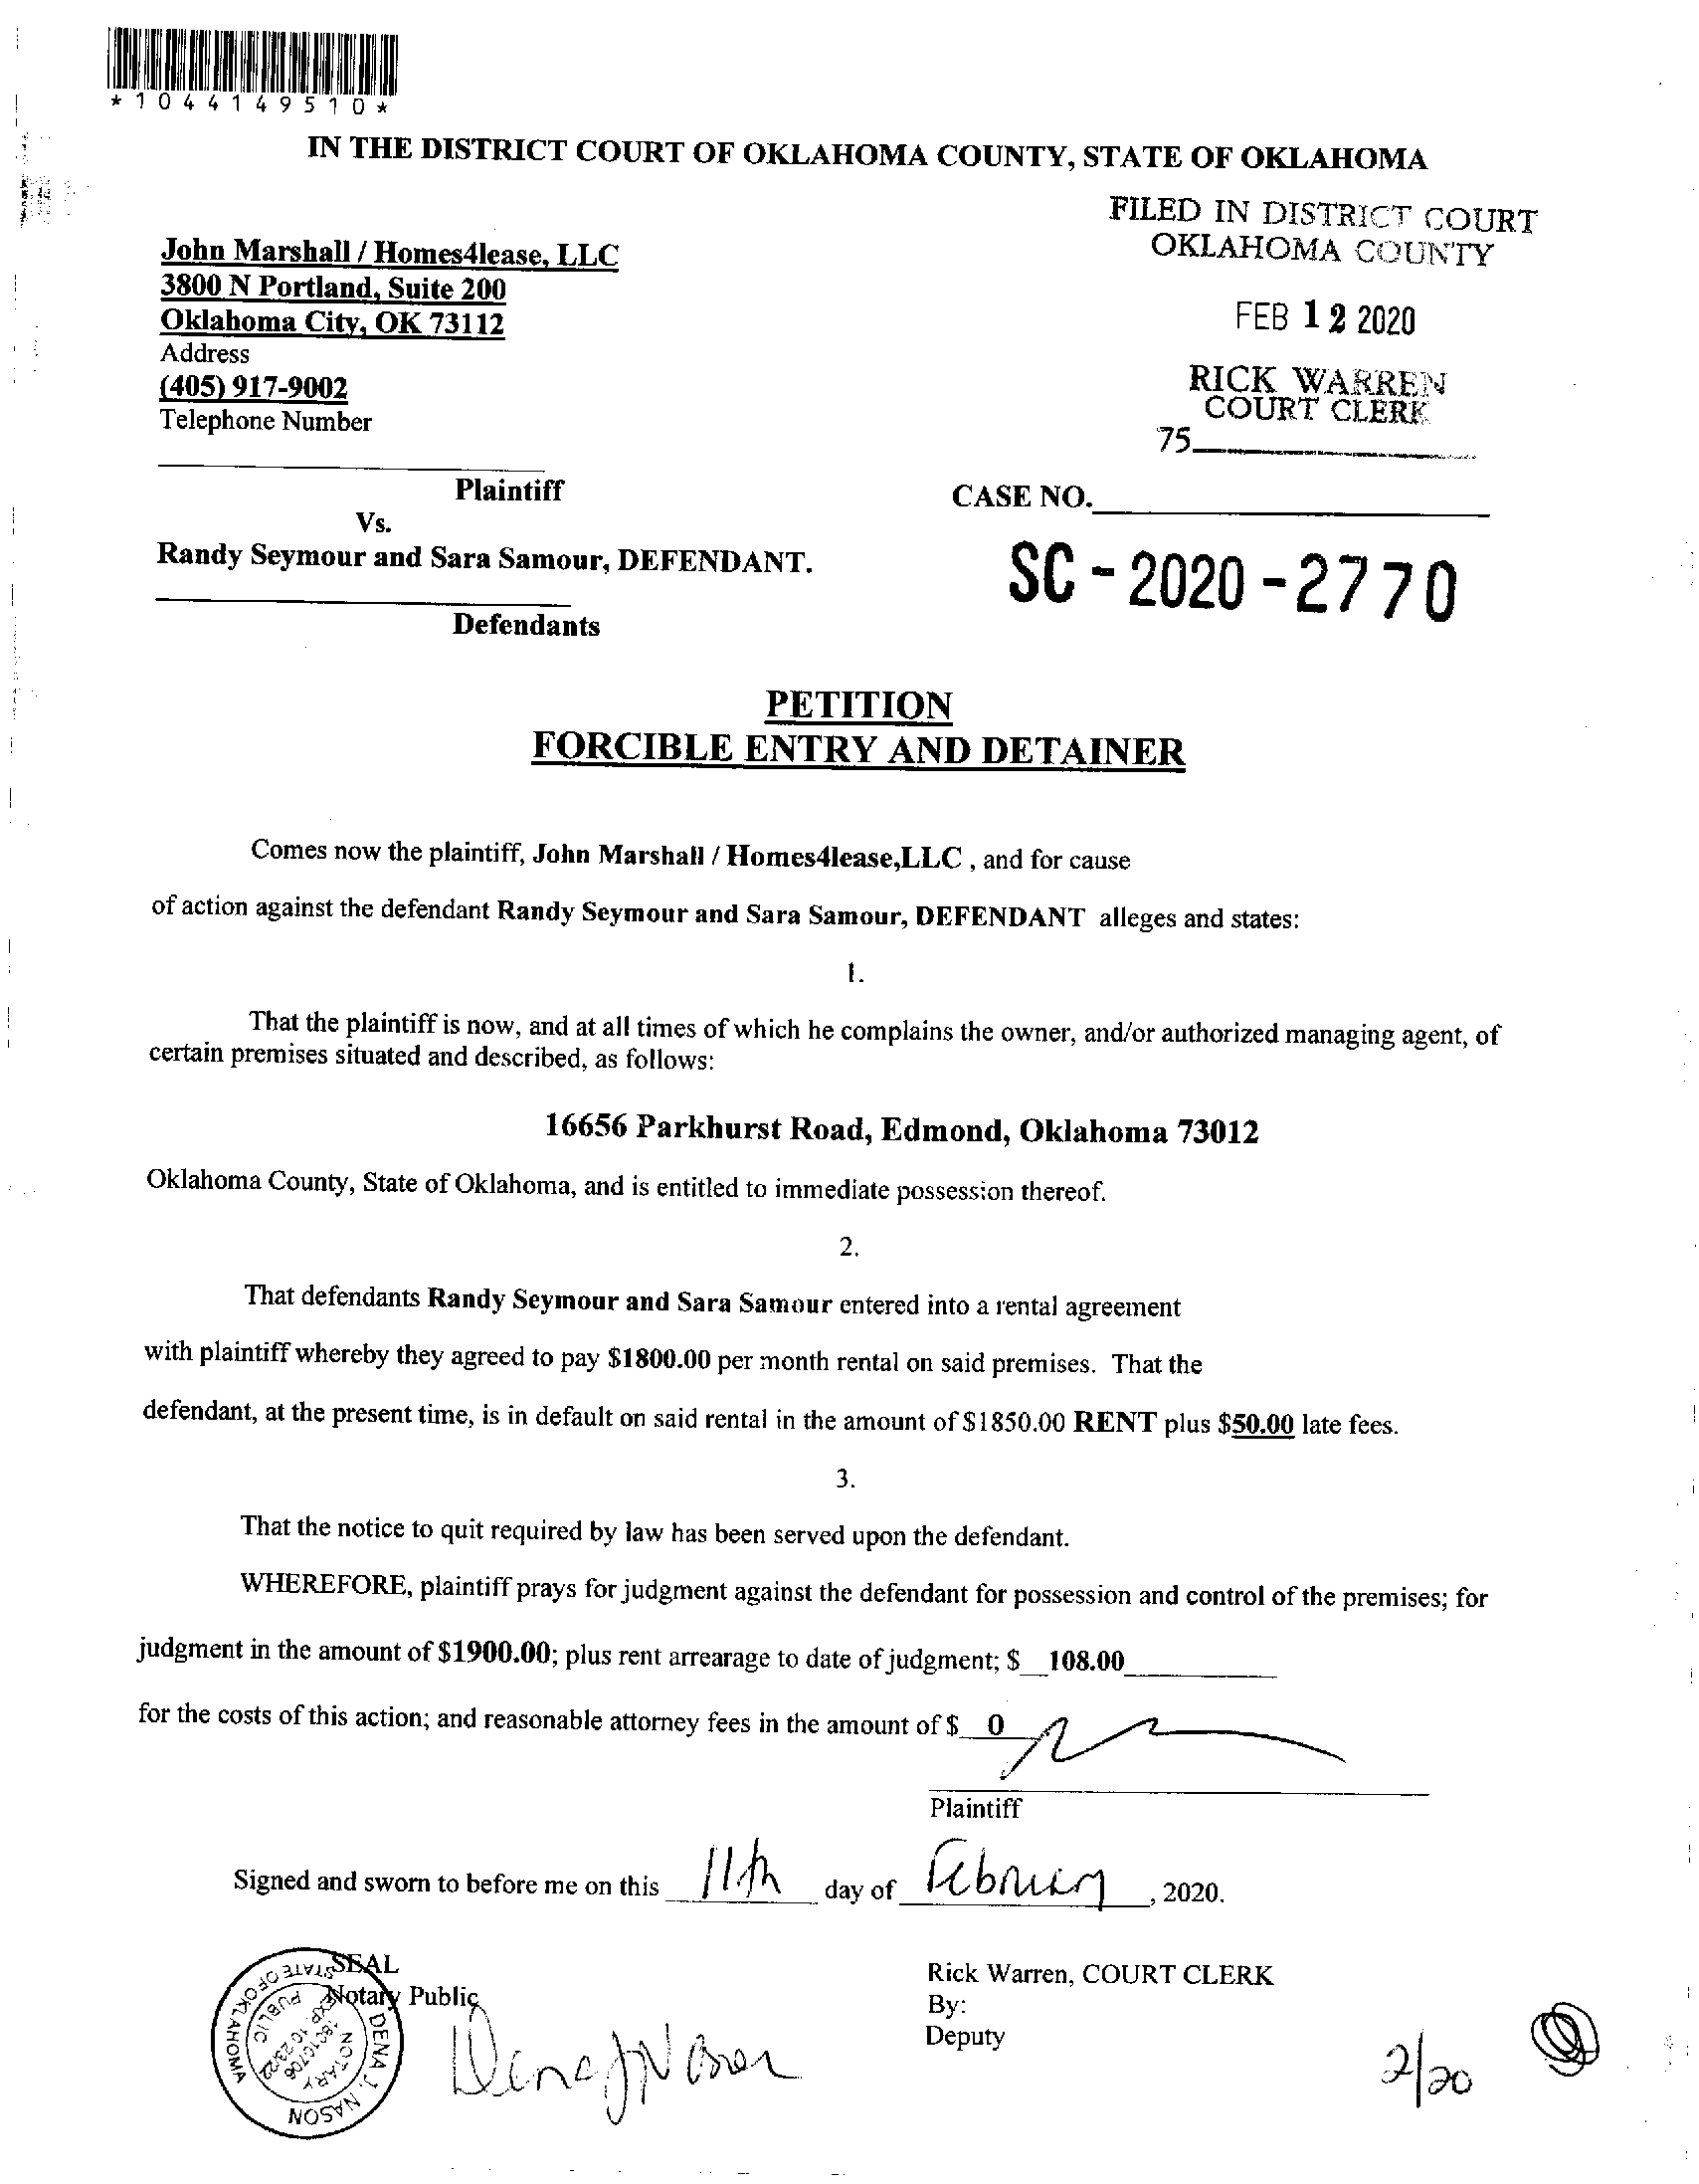 *1044149510*
IN THE DISTRICT COURT OF OKLAHOMA COUNTY, STATE OF OKLAHOMA
FILED IN DISTRICT COURT
OKLAHOMA COUNTY
FEB 12 2020
RICK WARREN
COURT CLERK
75
John Marshall / Homes4lease, LLC
3800 N Portland, Suite 200
Oklahoma City, OK 73112
Address
(405) 917-9002
Telephone Number
Plaintiff
CASE NO.
Vs.
Randy Seymour and Sara Samour, DEFENDANT.
SC-2020-2770
Defendants
PETITION
FORCIBLE ENTRY AND DETAINER
Comes now the plaintiff, John Marshall / Homes4lease,LLC , and for cause
of action against the defendant Randy Seymour and Sara Samour, DEFENDANT alleges and states:
1.
That the plaintiff is now, and at all times of which he complains the owner, and/or authorized managing agent, of
certain premises situated and described, as follows:
16656 Parkhurst Road, Edmond, Oklahoma 73012
Oklahoma County, State of Oklahoma, and is entitled to immediate possession thereof.
2.
That defendants Randy Seymour and Sara Samour entered into a rental agreement
with plaintiff whereby they agreed to pay $1800.00 per month rental on said premises. That the
defendant, at the present time, is in default on said rental in the amount of $1850.00 RENT plus $50.00 late fees.
3.
That the notice to quit required by law has been served upon the defendant.
WHEREFORE, plaintiff prays for judgment against the defendant for possession and control of the premises; for
judgment in the amount of $1900.00; plus rent arrearage to date of judgment; $ 108.00
for the costs of this action; and reasonable attorney fees in the amount of $ 0
Plaintiff
Signed and sworn to before me on this 11th day of February, 2020.
SEAL
Notary Public
DENA J. NASON
NOTARY
PUBLIC
STATE OF OKLAHOMA
# 18010706
EXP. 10-23-22
Dena J Nason
Rick Warren, COURT CLERK
By:
Deputy
2/20